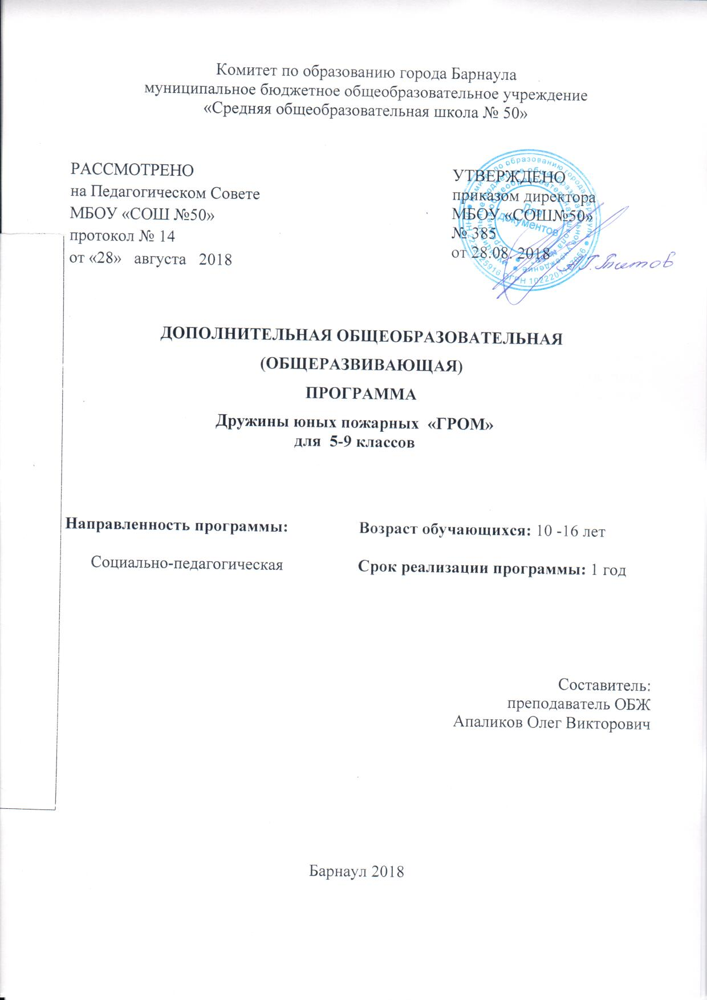 Комитет по образованию города Барнаула
муниципальное бюджетное общеобразовательное учреждение
«Средняя общеобразовательная школа № 50»
РАССМОТРЕНО
на Педагогическом Совете
МБОУ «СОШ №50»
протокол № 14
от «28» августа 2018
УТВЕРЖДЕНО
приказом директора
МБОУ «СОШ№50»
№ 385
от 28.08. 2018
Для
документов
ДОПОЛНИТЕЛЬНАЯ ОБЩЕОБРАЗОВАТЕЛЬНАЯ
(ОБЩЕРАЗВИВАЮЩАЯ)
ПРОГРАММА
Дружины юных пожарных «ГРОМ»
для 5-9 классов
Направленность программы:
Социально-педагогическая
Возраст обучающихся: 10 -16 лет
Срок реализации программы: 1 год
Составитель:
преподаватель ОБЖ
Апаликов Олег Викторович
Барнаул 2018